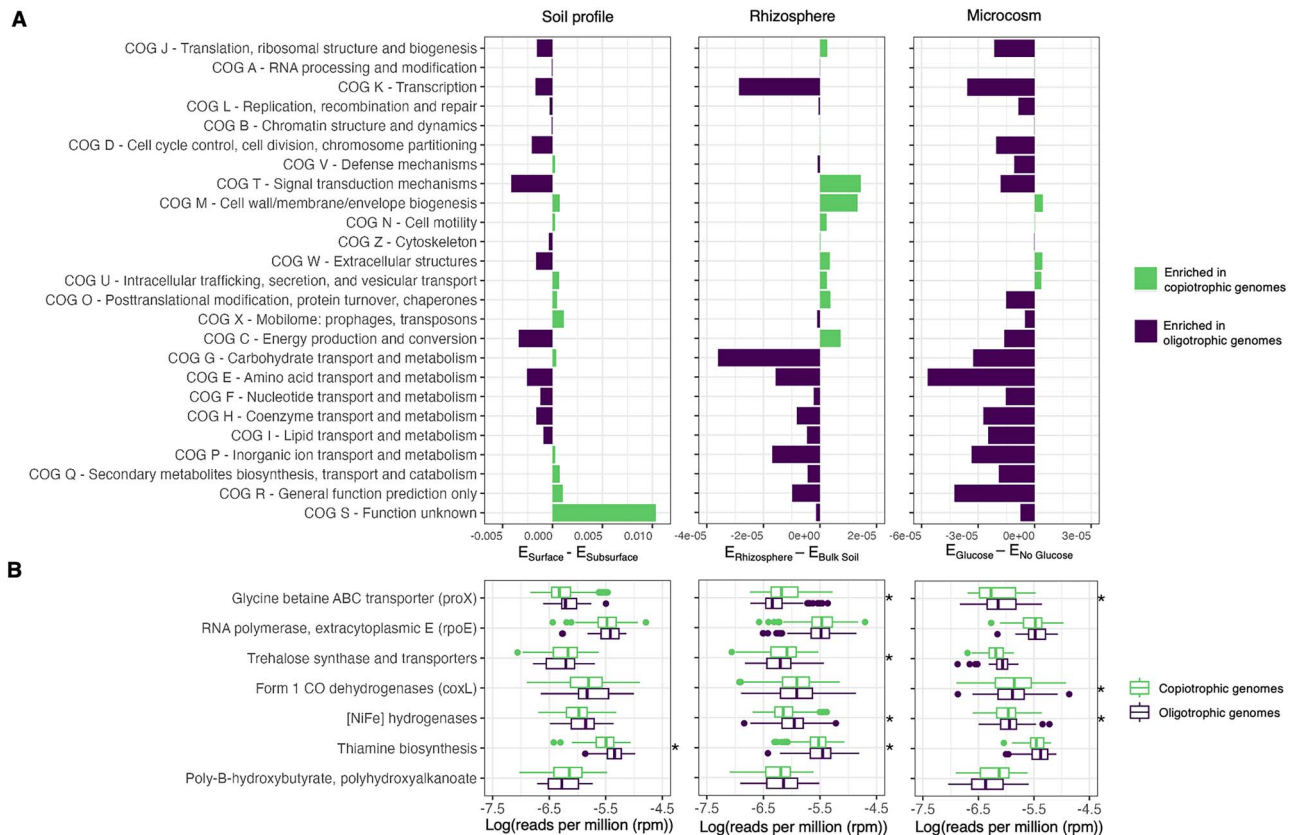 A
Soil profile
Rhizosphere
Microcosm
COG J - Translation, ribosomal structure and biogenesis
COG A - RNA processing and modification
COG K - Transcription
COG L - Replication, recombination and repair
COG B - Chromatin structure and dynamics
COG D - Cell cycle control, cell division, chromosome partitioning
COG V - Defense mechanisms
COG T - Signal transduction mechanisms
COG M - Cell wall/membrane/envelope biogenesis
COG N - Cell motility
COG Z - Cytoskeleton
COG W - Extracellular structures
COG U - Intracellular trafficking, secretion, and vesicular transport
COG O - Posttranslational modification, protein turnover, chaperones
COG X - Mobilome: prophages, transposons
COG C - Energy production and conversion
COG G - Carbohydrate transport and metabolism
COG E - Amino acid transport and metabolism
COG F - Nucleotide transport and metabolism
COG H - Coenzyme transport and metabolism
COG I - Lipid transport and metabolism
COG P - Inorganic ion transport and metabolism
COG Q - Secondary metabolites biosynthesis, transport and catabolism
COG R - General function prediction only
COG S - Function unknown
Enriched in
copiotrophic genomes
Enriched in
oligotrophic genomes
-0.005 0.000 0.005 0.010
-4e-05 -2e-05 0e+00 2e-05
-6e-05 -3e-05 0e+00 3e-05
ESurface - ESubsurface
ERhizosphere – EBulk Soil
EGlucose – ENo Glucose
B
Glycine betaine ABC transporter (proX)
* *
RNA polymerase, extracytoplasmic E (rpoE)
Trehalose synthase and transporters
*
Form 1 CO dehydrogenases (coxL)
*
[NiFe] hydrogenases
* *
Thiamine biosynthesis
* *
Poly-B-hydroxybutyrate, polyhydroxyalkanoate
Copiotrophic genomes
Oligotrophic genomes
-7.5 -6.5 -5.5 -4.5
-7.5 -6.5 -5.5 -4.5
-7.5 -6.5 -5.5 -4.5
Log(reads per million (rpm))
Log(reads per million (rpm))
Log(reads per million (rpm))